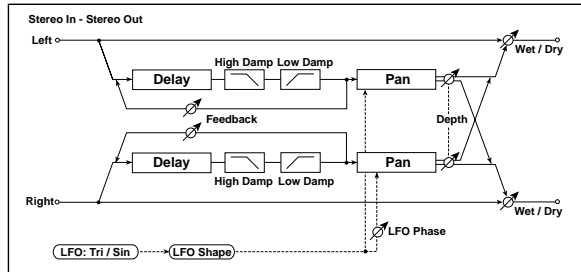 Stereo In - Stereo Out
Left
Wet / Dry
High Damp Low Damp
Delay
Pan
Feedback
Depth
Delay
Pan
High Damp Low Damp
Right
Wet / Dry
LFO Phase
LFO: Tri / Sin
LFO Shape